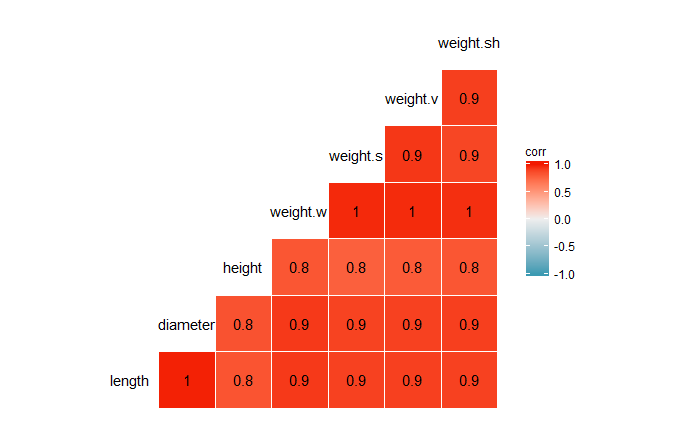 weight.sh
weight.v 0.9
weight.s 0.9 0.9
weight.w 1 1 1
height 0.8 0.8 0.8 0.8
diameter 0.8 0.9 0.9 0.9 0.9
length 1 0.8 0.9 0.9 0.9 0.9
corr
1.0
0.5
0.0
-0.5
-1.0